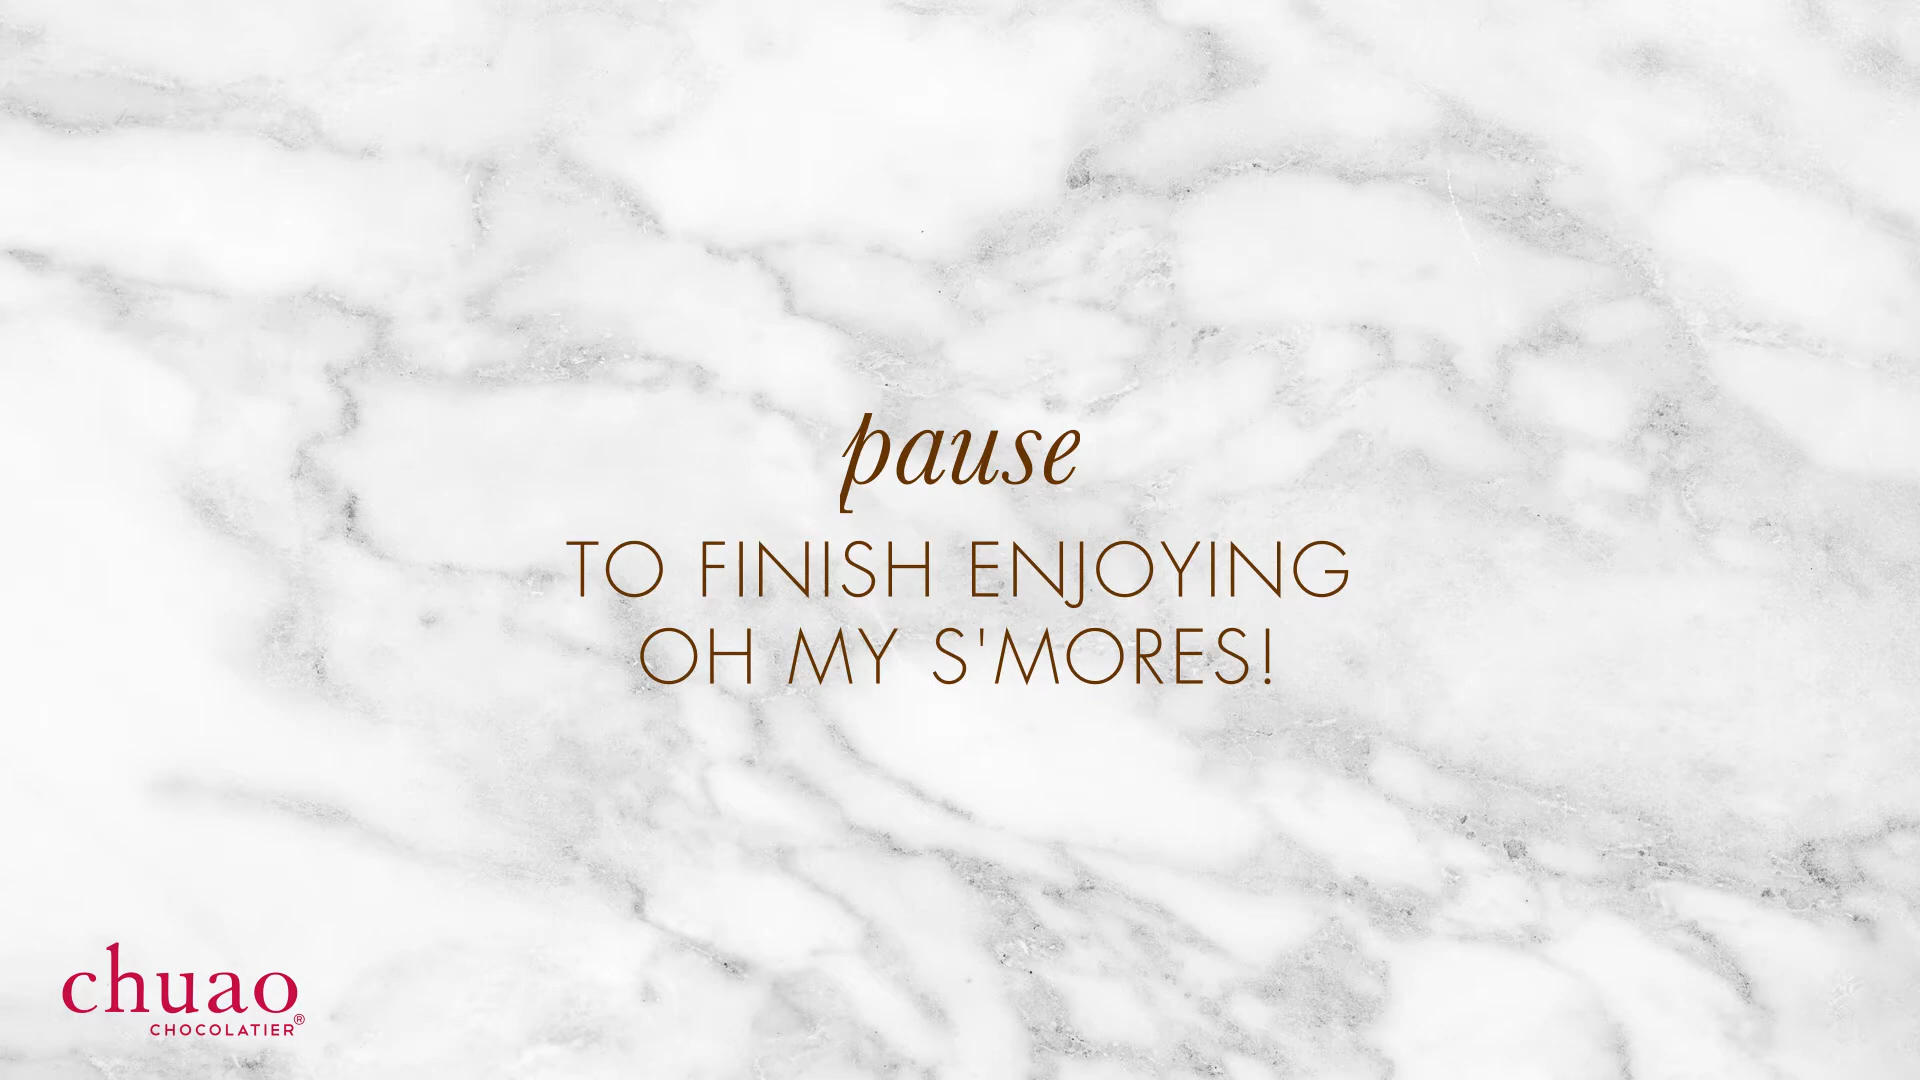 pause
TO FINISH ENJOYING
OH MY S'MORES!
chuao
CHOCOLATIER®